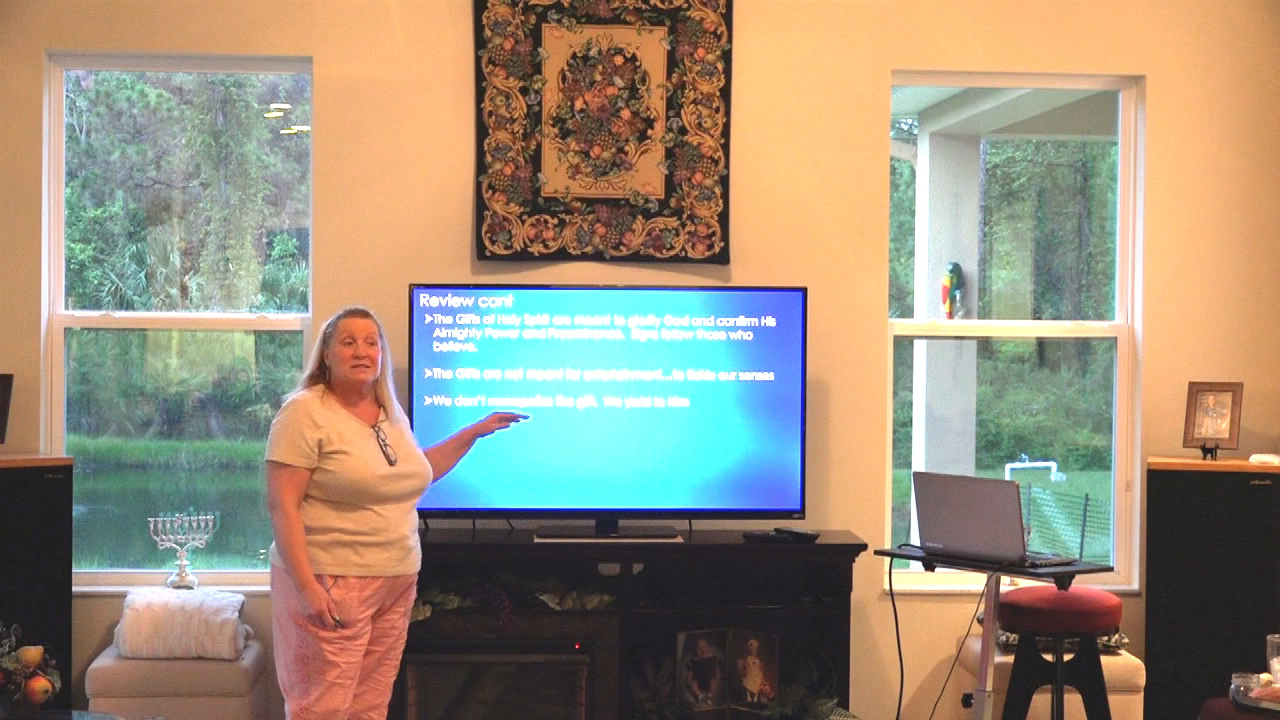 Review cont
➢The Gifts of Holy Spirit are meant to glorify God and confirm His
Almighty Power and Preeminence. Signs follow those who
believe.
➢The Gifts are not meant for entertainment...to tickle our senses
➢We don't the gift. We yield to Him